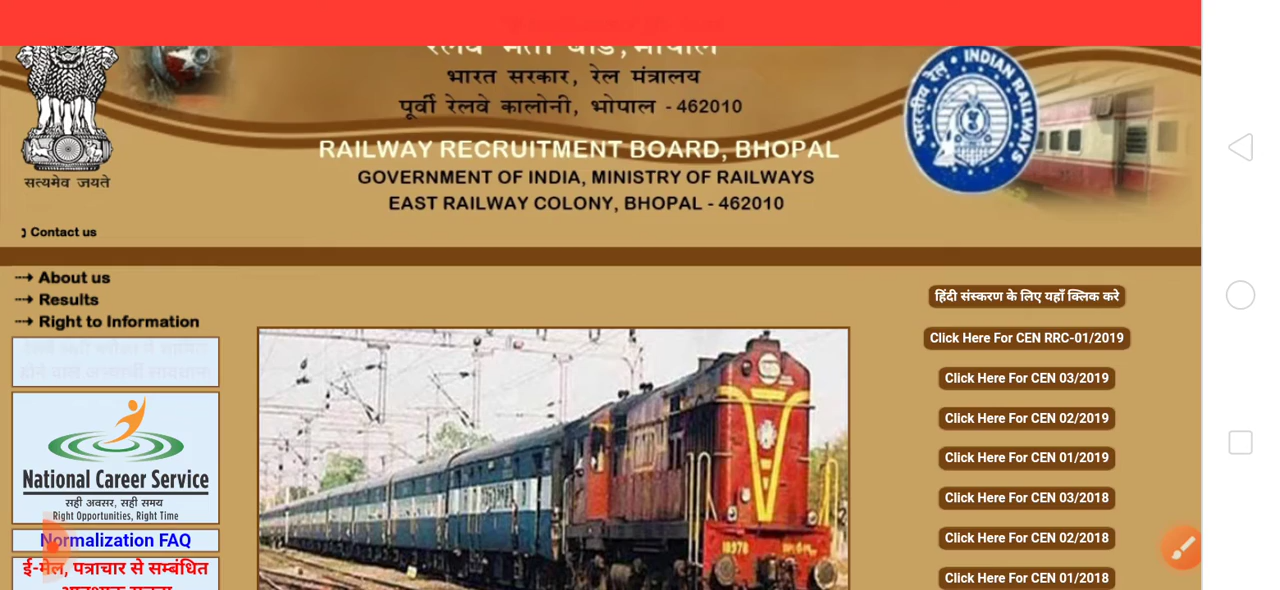 रेलवे भर्ती बोर्ड, भोपाल
भारत सरकार, रेल मंत्रालय
पूर्वी रेलवे कालोनी, भोपाल - 462010
RAILWAY RECRUITMENT BOARD, BHOPAL
GOVERNMENT OF INDIA, MINISTRY OF RAILWAYS
EAST RAILWAY COLONY, BHOPAL - 462010
सत्यमेव जयते
भारतीय रेल
INDIAN RAILWAYS
Contact us
About us
Results
Right to Information
National Career Service
सही अवसर, सही समय
Right Opportunities, Right Time
Normalization FAQ
ई-मेल, पत्राचार से सम्बंधित
हिंदी संस्करण के लिए यहाँ क्लिक करे
Click Here For CEN RRC-01/2019
Click Here For CEN 03/2019
Click Here For CEN 02/2019
Click Here For CEN 01/2019
Click Here For CEN 03/2018
Click Here For CEN 02/2018
Click Here For CEN 01/2018